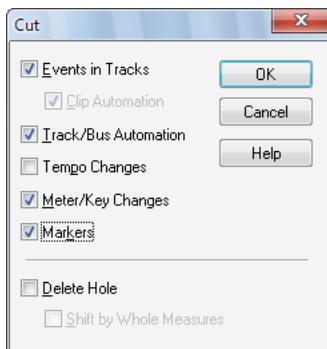 Cut
Events in Tracks
OK
Clip Automation
Cancel
Track/Bus Automation
Help
Tempo Changes
Meter/Key Changes
Markers
Delete Hole
Shift by Whole Measures